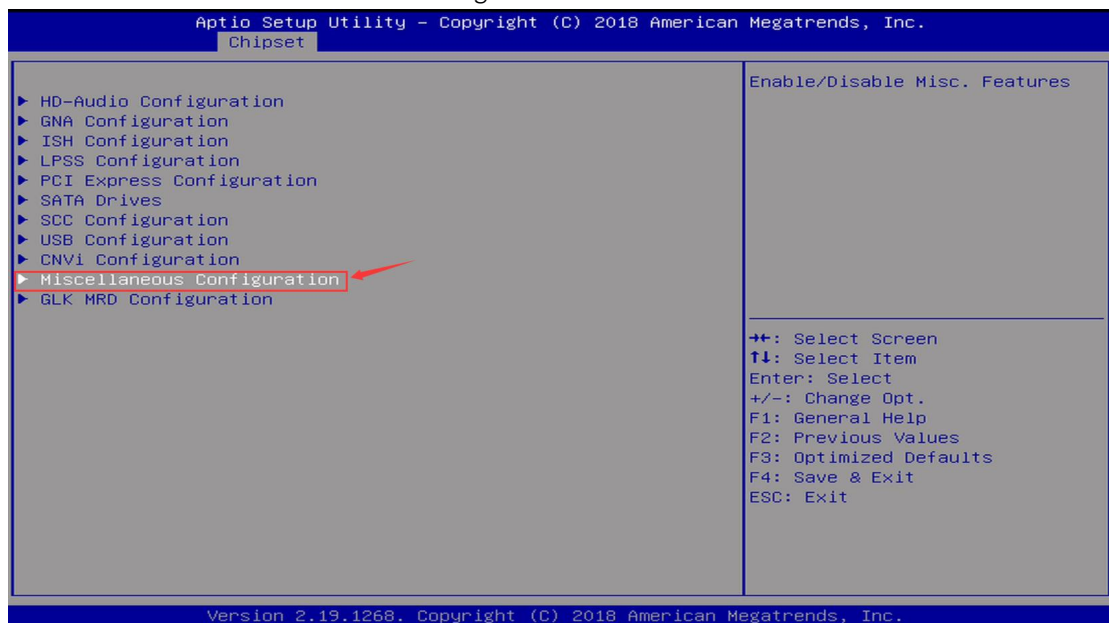 Aptio Setup Utility – Copyright (C) 2018 American Megatrends, Inc.
Chipset
▶ HD-Audio Configuration
▶ GNA Configuration
▶ ISH Configuration
▶ LPSS Configuration
▶ PCI Express Configuration
▶ SATA Drives
▶ SCC Configuration
▶ USB Configuration
▶ CNVi Configuration
▶ Miscellaneous Configuration
▶ GLK MRD Configuration
Enable/Disable Misc. Features
→←: Select Screen
↑↓: Select Item
Enter: Select
+/-: Change Opt.
F1: General Help
F2: Previous Values
F3: Optimized Defaults
F4: Save & Exit
ESC: Exit
Version 2.19.1268. Copyright (C) 2018 American Megatrends, Inc.